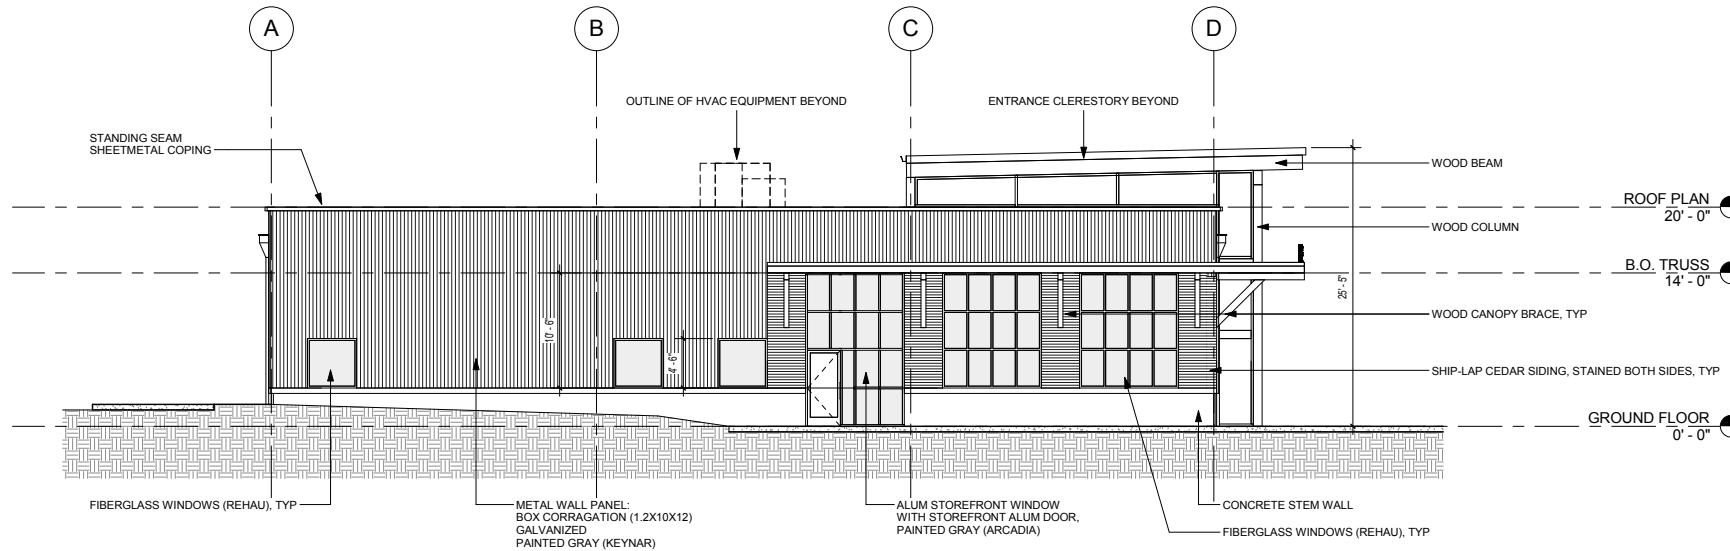 A
B
C
D
OUTLINE OF HVAC EQUIPMENT BEYOND
ENTRANCE CLERESTORY BEYOND
STANDING SEAM
SHEETMETAL COPING
WOOD BEAM
ROOF PLAN
20' - 0"
WOOD COLUMN
B.O. TRUSS
14' - 0"
25' - 5"
WOOD CANOPY BRACE, TYP
10' - 6"
4' - 6"
SHIP-LAP CEDAR SIDING, STAINED BOTH SIDES, TYP
GROUND FLOOR
0' - 0"
FIBERGLASS WINDOWS (REHAU), TYP
METAL WALL PANEL:
BOX CORRAGATION (1.2X10X12)
GALVANIZED
PAINTED GRAY (KEYNAR)
ALUM STOREFRONT WINDOW
WITH STOREFRONT ALUM DOOR,
PAINTED GRAY (ARCADIA)
CONCRETE STEM WALL
FIBERGLASS WINDOWS (REHAU), TYP